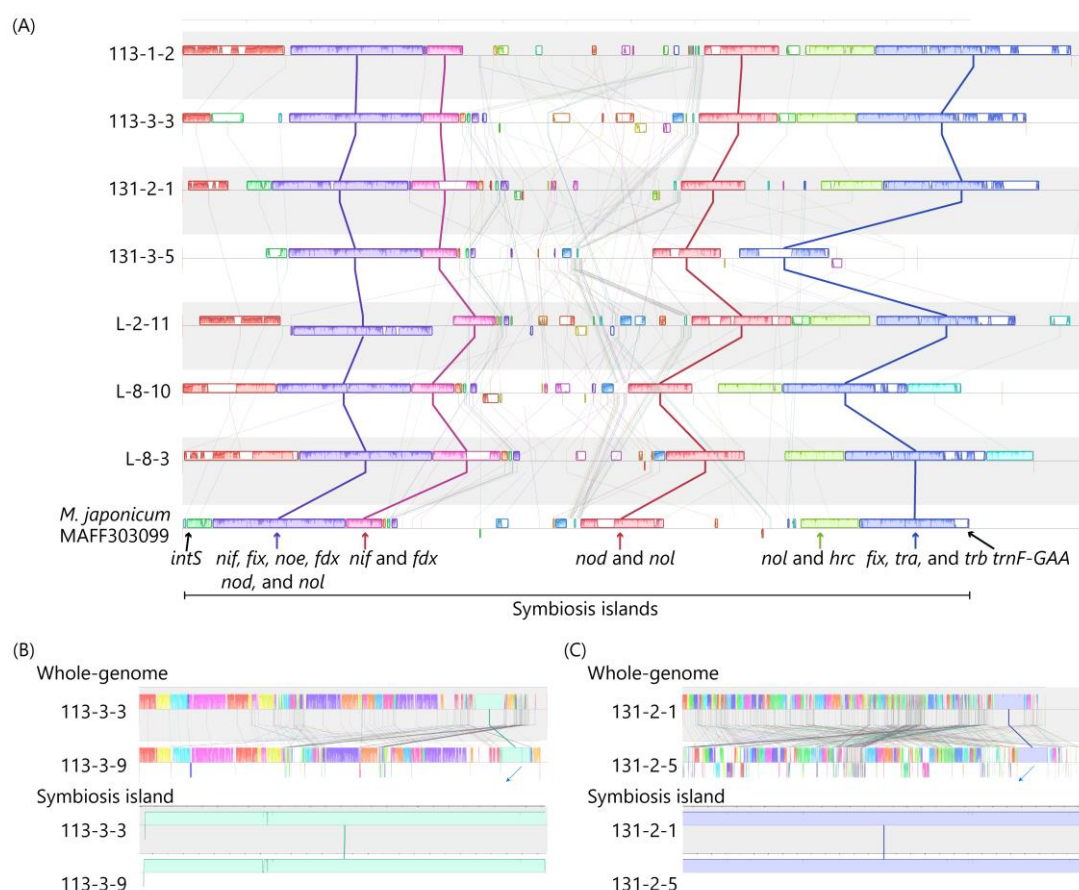 (A)
113-1-2
113-3-3
131-2-1
131-3-5
L-2-11
L-8-10
L-8-3
M. japonicum
MAFF303099
intS nif, fix, noe, fdx nif and fdx nod and nol nol and hrc fix, tra, and trb trnF-GAA
nod, and nol
Symbiosis islands
(B)
Whole-genome
113-3-3
113-3-9
Symbiosis island
113-3-3
113-3-9
(C)
Whole-genome
131-2-1
131-2-5
Symbiosis island
131-2-1
131-2-5